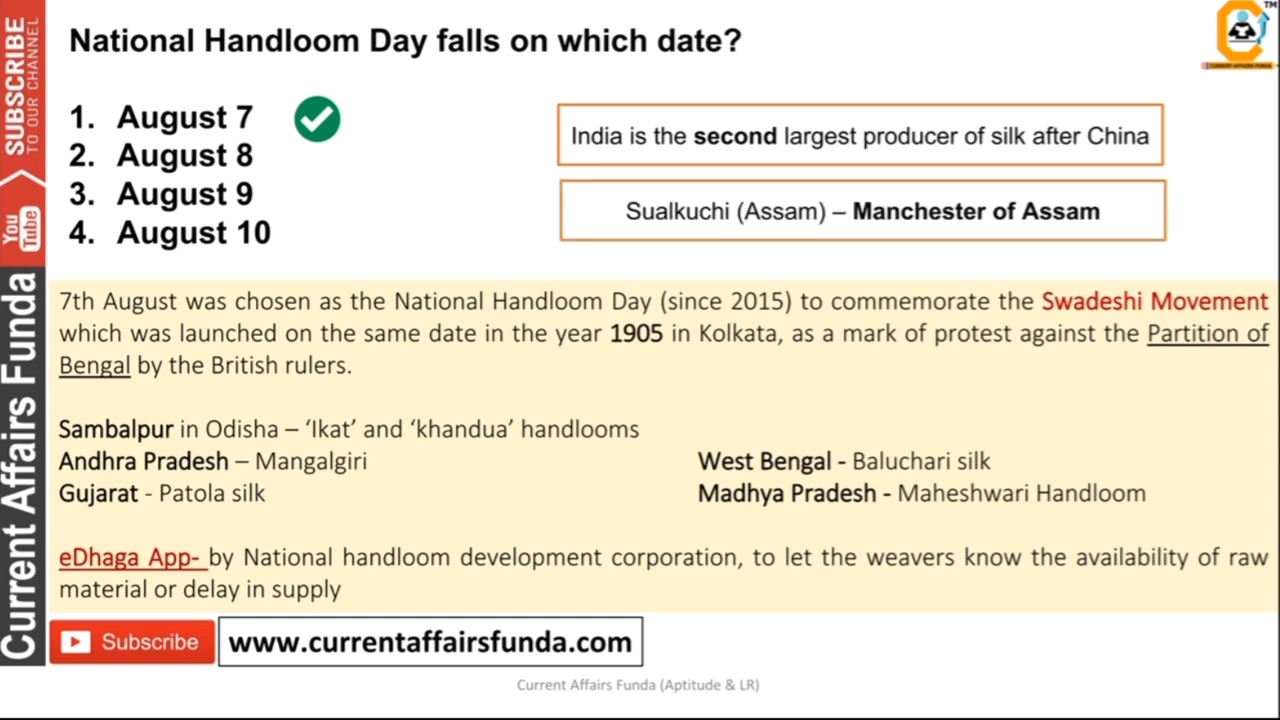 National Handloom Day falls on which date?
1. August 7
2. August 8
3. August 9
4. August 10
India is the second largest producer of silk after China
Sualkuchi (Assam) – Manchester of Assam
7th August was chosen as the National Handloom Day (since 2015) to commemorate the Swadeshi Movement
which was launched on the same date in the year 1905 in Kolkata, as a mark of protest against the Partition of
Bengal by the British rulers.
Sambalpur in Odisha – ‘Ikat’ and ‘khandua’ handlooms
Andhra Pradesh – Mangalgiri
West Bengal - Baluchari silk
Gujarat - Patola silk
Madhya Pradesh - Maheshwari Handloom
eDhaga App- by National handloom development corporation, to let the weavers know the availability of raw
material or delay in supply
Subscribe
www.currentaffairsfunda.com
Current Affairs Funda (Aptitude & LR)
SUBSCRIBE
TO OUR CHANNEL
You
Tube
Current Affairs Funda
TM
CURRENT AFFAIRS FUNDA